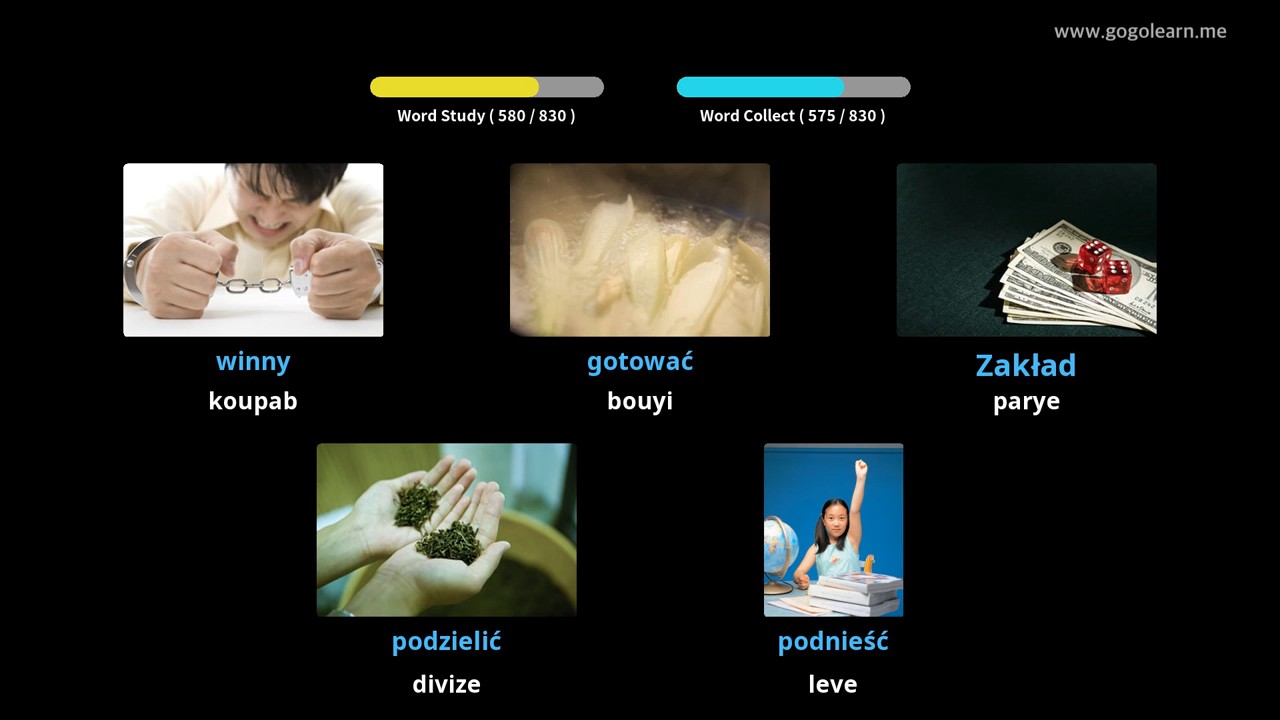 www.gogolearn.me
Word Study ( 580 / 830 )
Word Collect ( 575 / 830 )
winny
koupab
gotować
bouyi
Zakład
parye
podzielić
divize
podnieść
leve